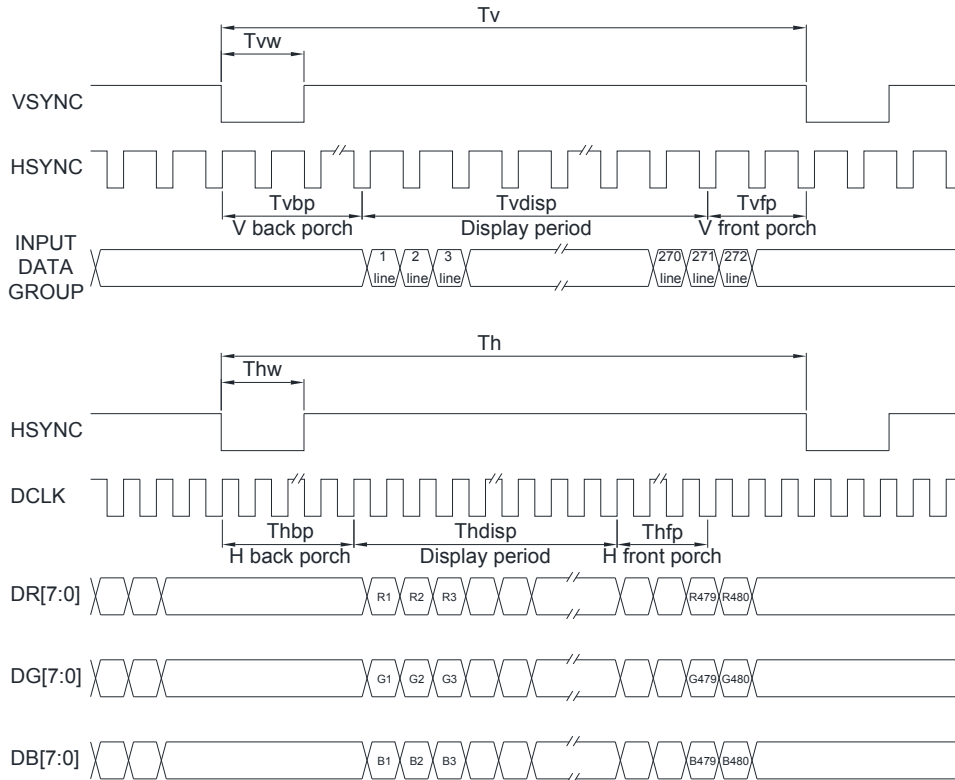 Tv
Tvw
VSYNC
HSYNC
Tvbp Tvdisp Tvfp
V back porch Display period V front porch
INPUT DATA GROUP
1 line 2 line 3 line 270 line 271 line 272 line
Th
Thw
HSYNC
DCLK
Thbp Thdisp Thfp
H back porch Display period H front porch
DR[7:0] R1 R2 R3 R479 R480
DG[7:0] G1 G2 G3 G479 G480
DB[7:0] B1 B2 B3 B479 B480